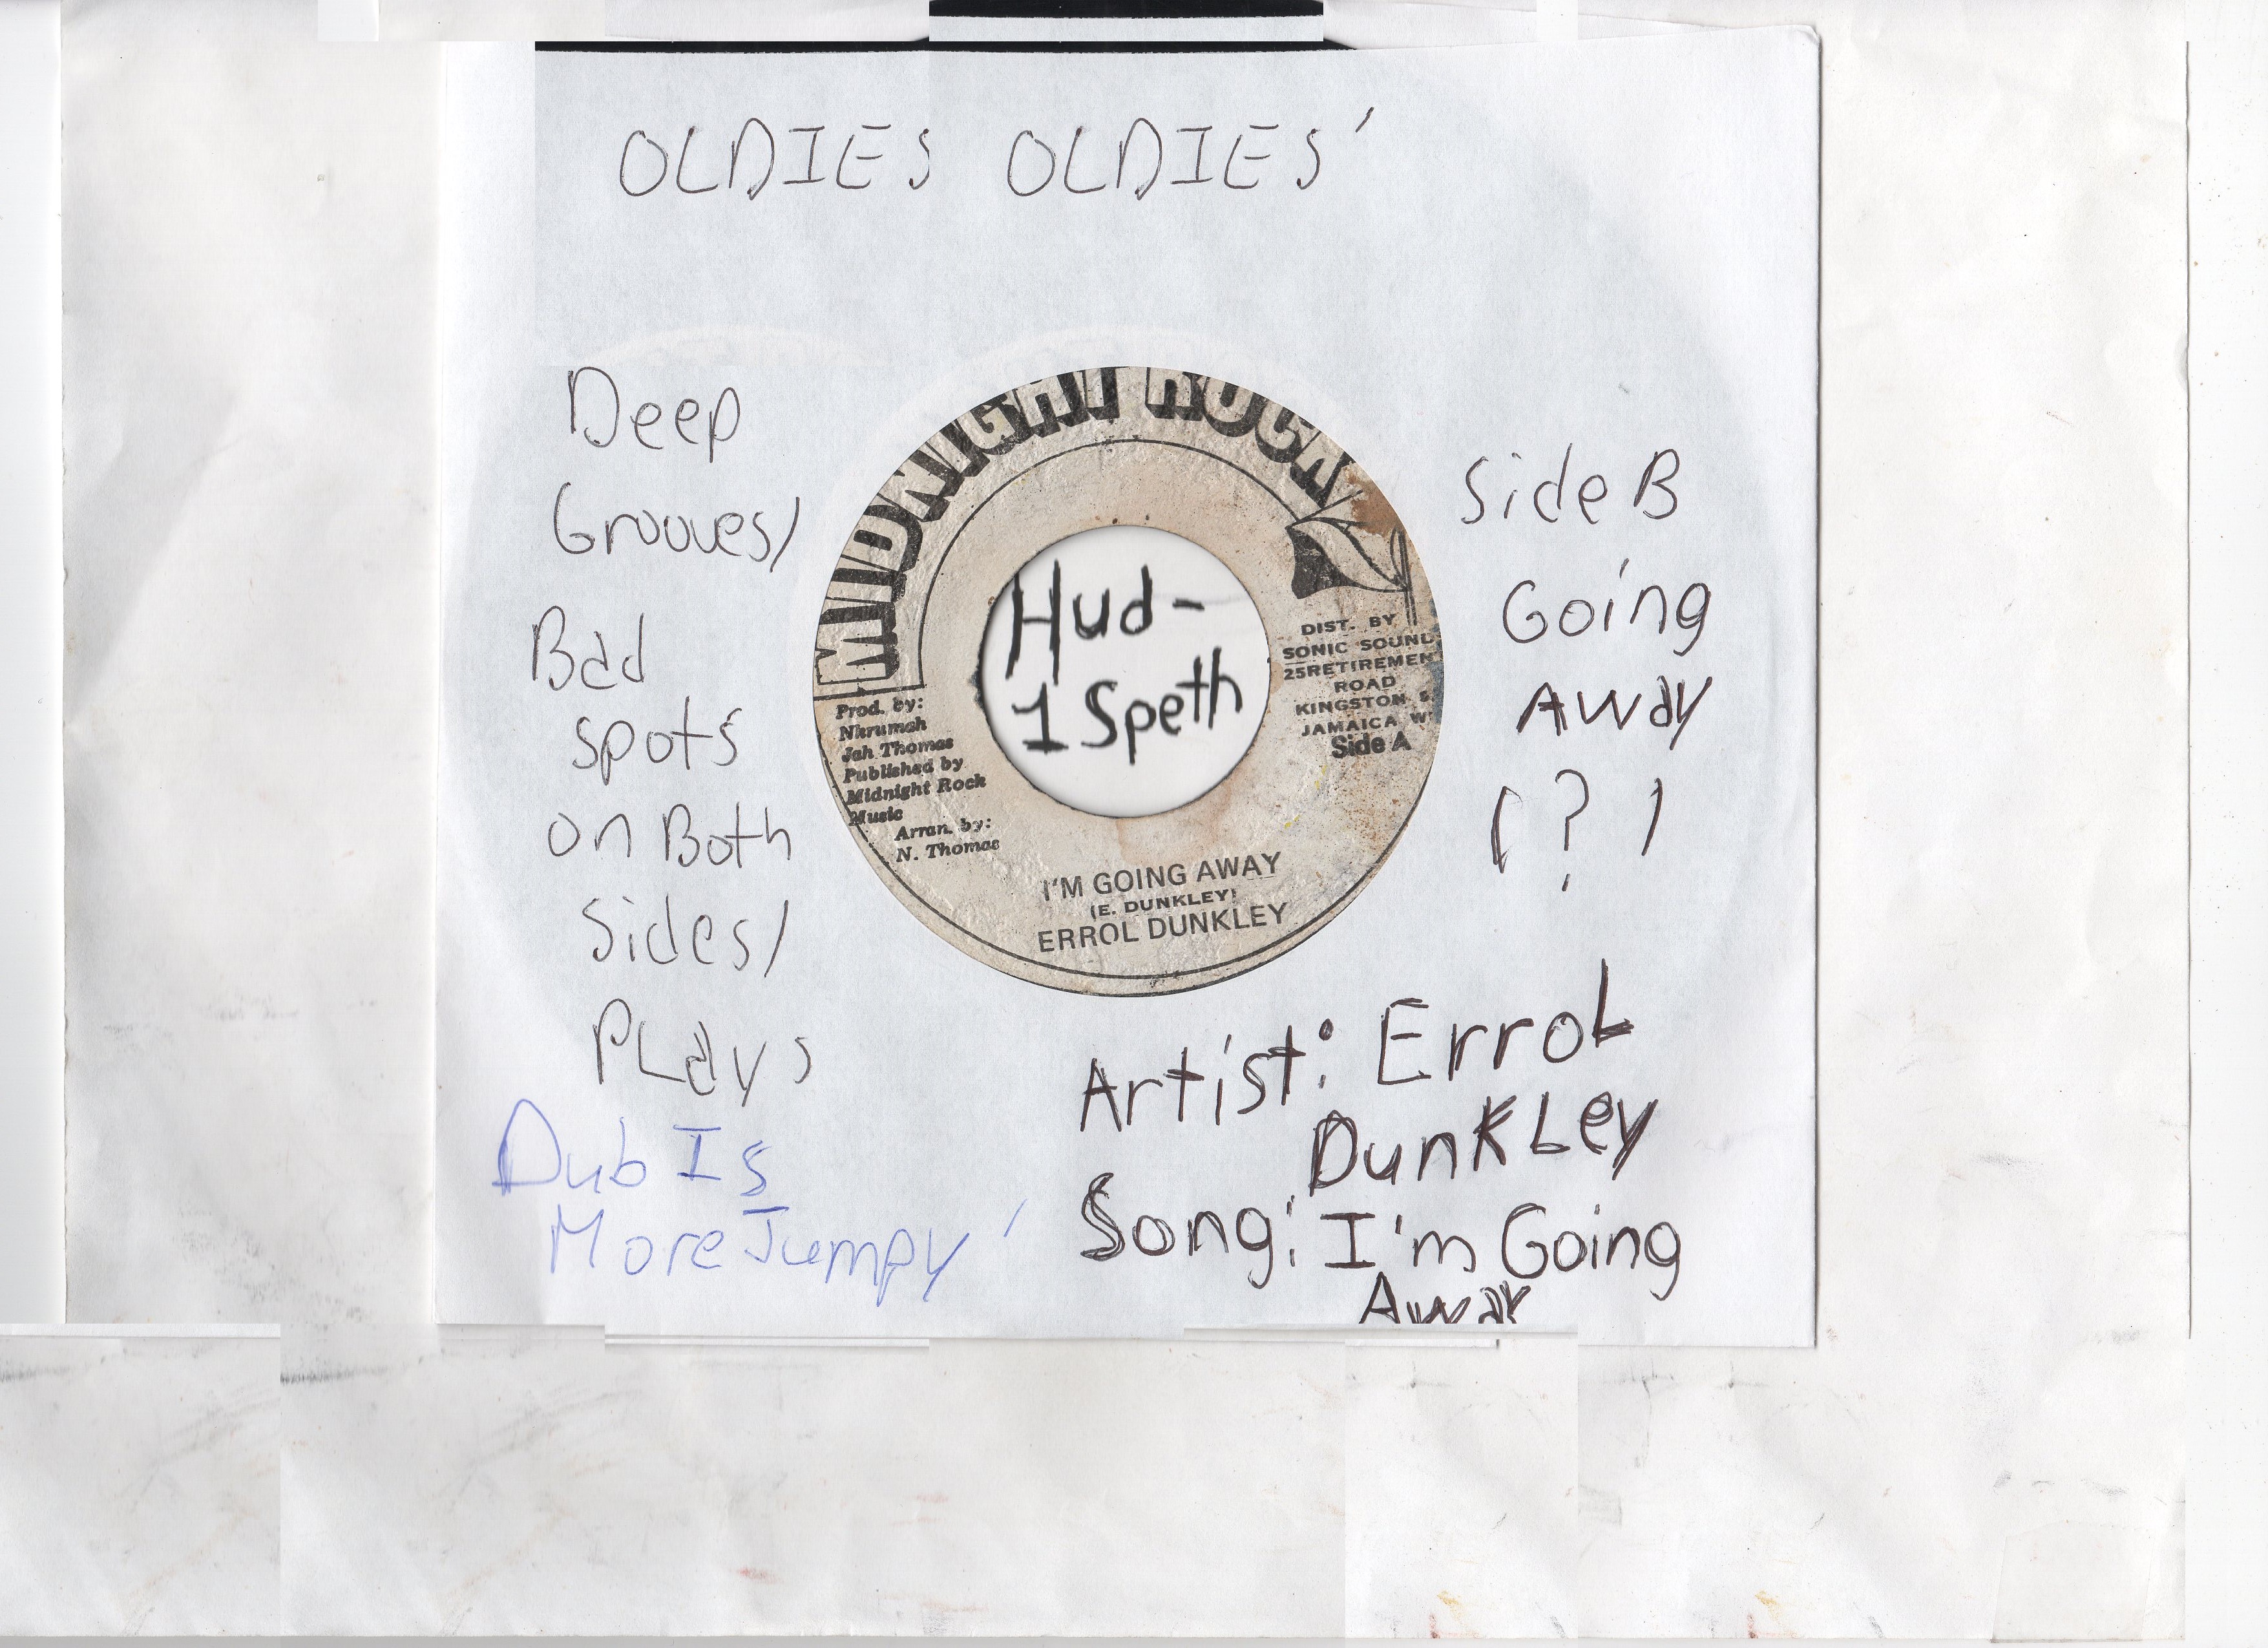 OLDIES OLDIES'
Deep
Grooves/
Bad
spots
on Both
Sides/
PLays
Dub Is
More Jumpy '
MIDNIGHT ROCK
Prod. by:
Nkrumah
Jah Thomas
Published by
Midnight Rock
Music
Arran. by:
N. Thomas
Hud-
1 Speth
DIST. BY
SONIC SOUND
25RETIREMEN
ROAD
KINGSTON 5.
JAMAICA W
Side A
I'M GOING AWAY
(E. DUNKLEY)
ERROL DUNKLEY
Side B
Going
Away
( ? )
Artist: ErroL
DunkLey
Song: I'm Going
Away